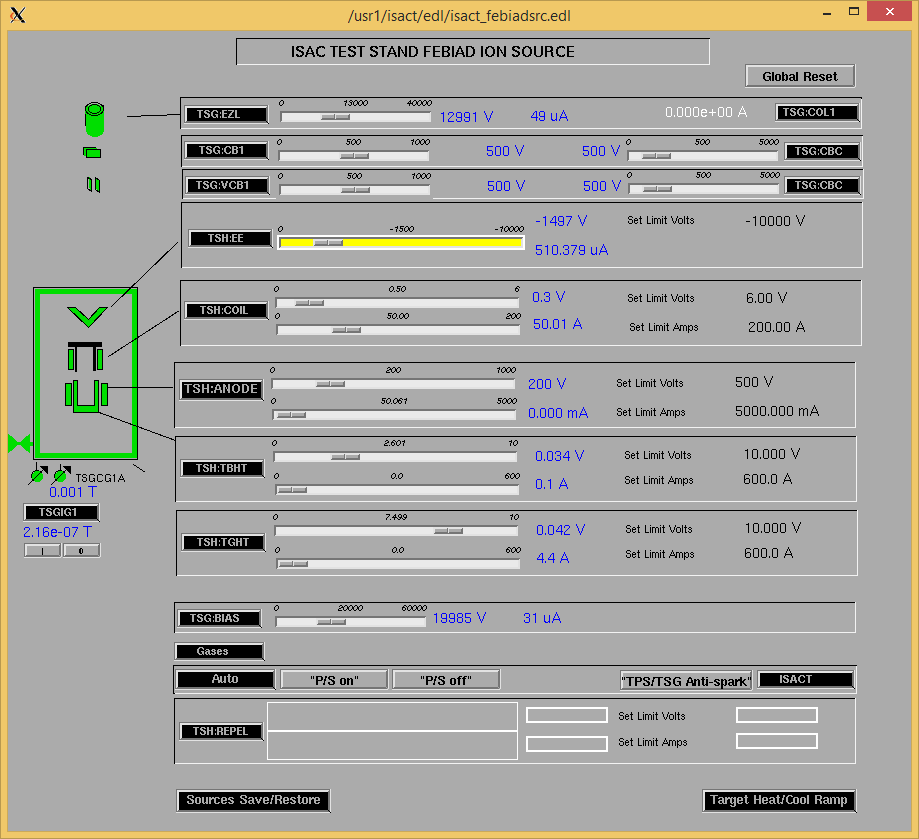 /usr1/isact/edl/isact_febiadsrc.edl
ISAC TEST STAND FEBIAD ION SOURCE
Global Reset
TSG:EZL 0 13000 40000 12991 V 49 uA 0.000e+00 A TSG:COL1
TSG:CB1 0 500 1000 500 V 500 V 0 500 5000 TSG:CBC
TSG:VCB1 0 500 1000 500 V 500 V 0 500 5000 TSG:CBC
TSH:EE 0 -1500 -10000 -1497 V Set Limit Volts -10000 V
510.379 uA
TSH:COIL 0 0.50 6 0.3 V Set Limit Volts 6.00 V
0 50.00 200 50.01 A Set Limit Amps 200.00 A
TSH:ANODE 0 200 1000 200 V Set Limit Volts 500 V
0 50.061 5000 0.000 mA Set Limit Amps 5000.000 mA
TSH:TBHT 0 2.601 10 0.034 V Set Limit Volts 10.000 V
0 0.0 600 0.1 A Set Limit Amps 600.0 A
TSGCG1A
0.001 T
TSGIG1
2.16e-07 T
I 0
TSH:TGHT 0 7.499 10 0.042 V Set Limit Volts 10.000 V
0 0.0 600 4.4 A Set Limit Amps 600.0 A
TSG:BIAS 0 20000 60000 19985 V 31 uA
Gases
Auto "P/S on" "P/S off" "TPS/TSG Anti-spark" ISACT
TSH:REPEL Set Limit Volts
Set Limit Amps
Sources Save/Restore Target Heat/Cool Ramp